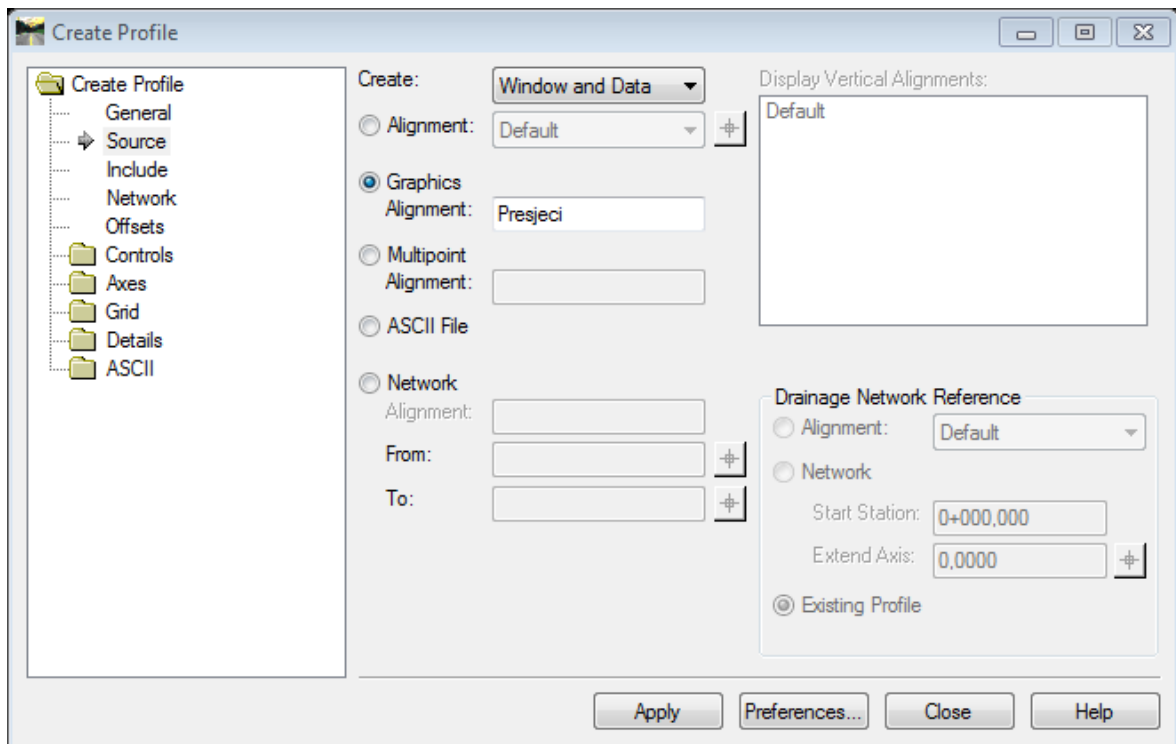 Create Profile
Create Profile
General
Source
Include
Network
Offsets
Controls
Axes
Grid
Details
ASCII
Create:
Window and Data
Alignment:
Default
Graphics
Alignment:
Presjeci
Multipoint
Alignment:
ASCII File
Network
Alignment:
From:
To:
Display Vertical Alignments:
Default
Drainage Network Reference
Alignment:
Default
Network
Start Station:
0+000,000
Extend Axis:
0,0000
Existing Profile
Apply
Preferences...
Close
Help